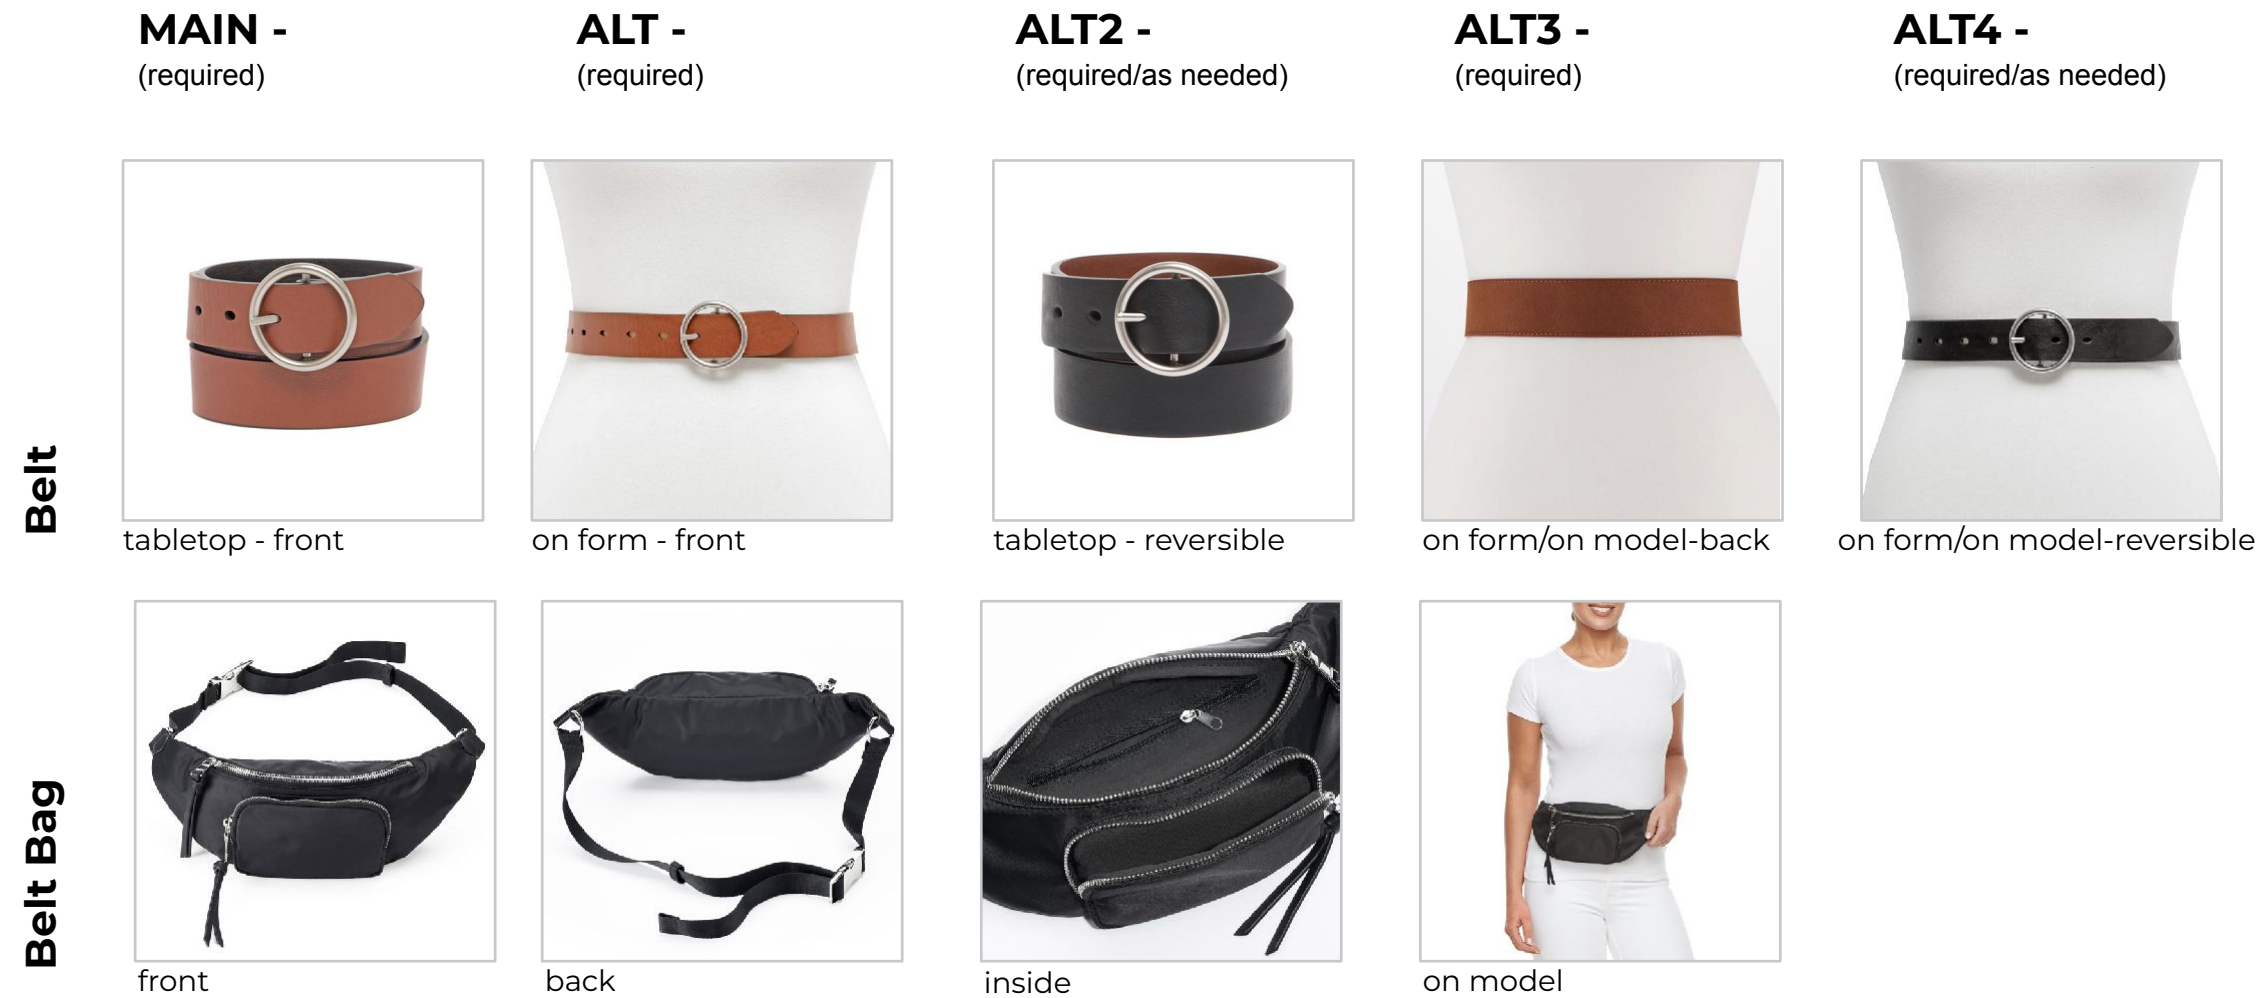 MAIN -
(required)
ALT -
(required)
ALT2 -
(required/as needed)
ALT3 -
(required)
ALT4 -
(required/as needed)
Belt
tabletop - front
on form - front
tabletop - reversible
on form/on model-back
on form/on model-reversible
Belt Bag
front
back
inside
on model